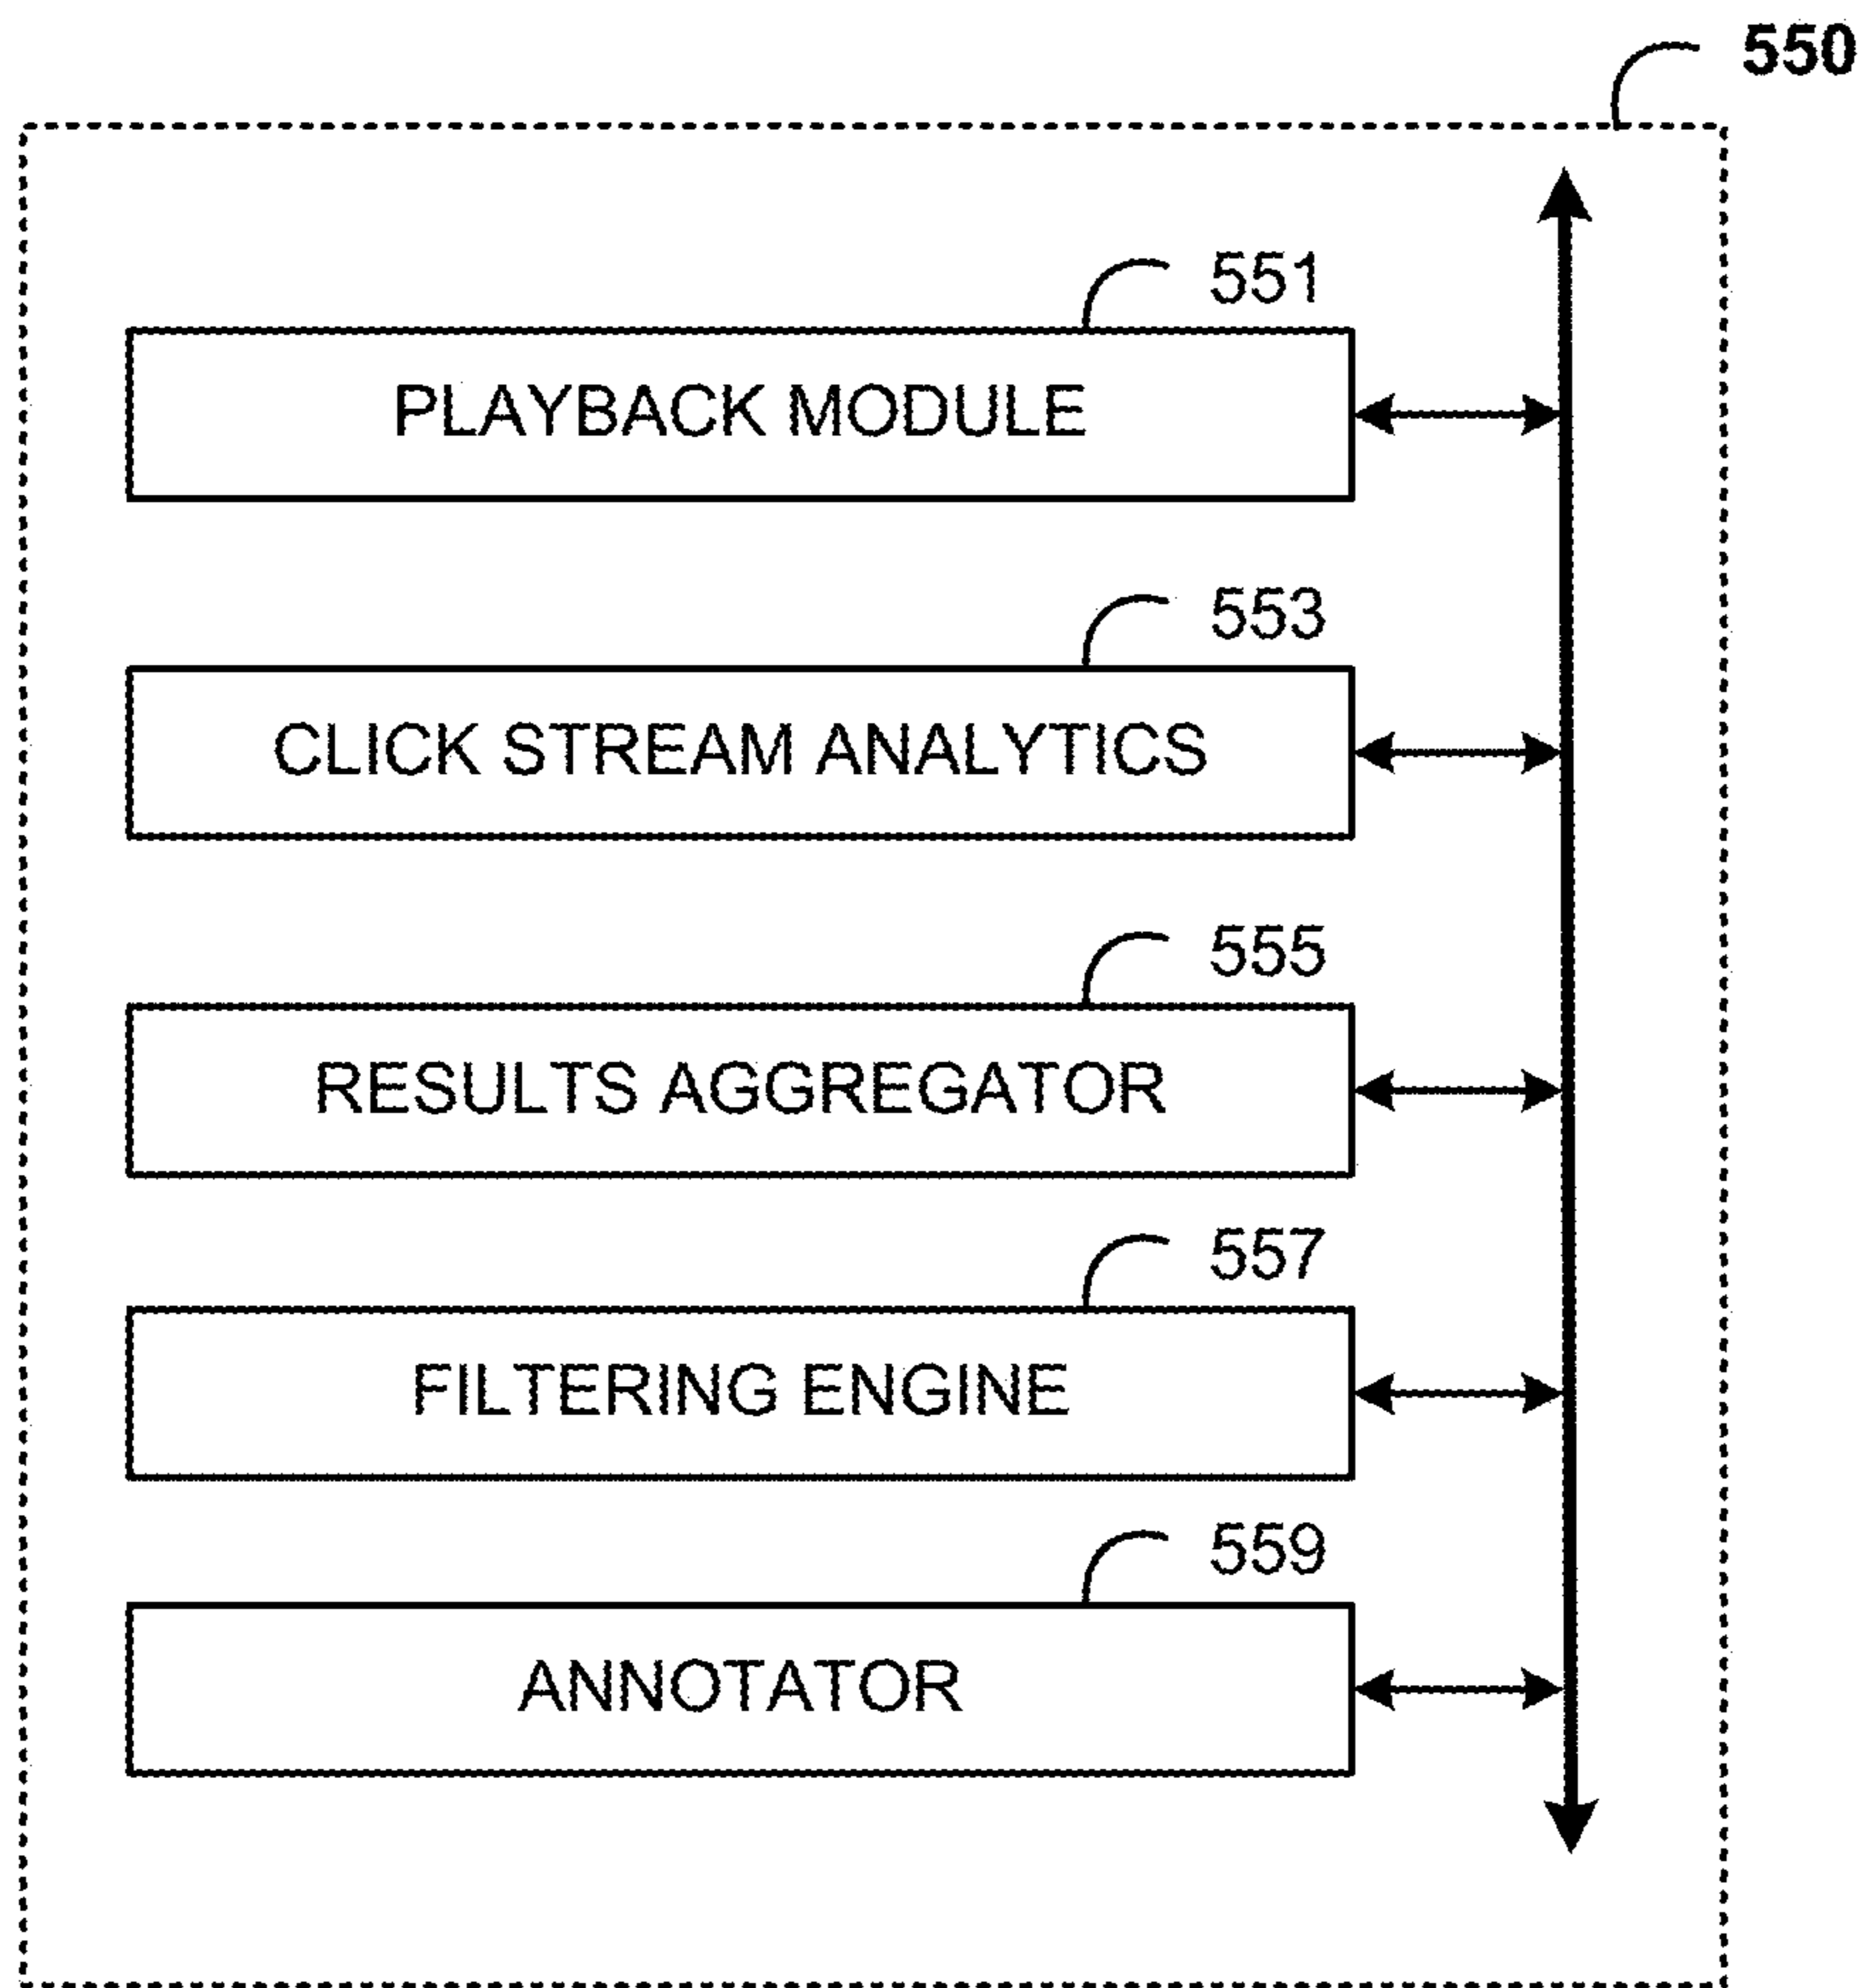 550
551
PLAYBACK MODULE
553
CLICK STREAM ANALYTICS
555
RESULTS AGGREGATOR
557
FILTERING ENGINE
559
ANNOTATOR